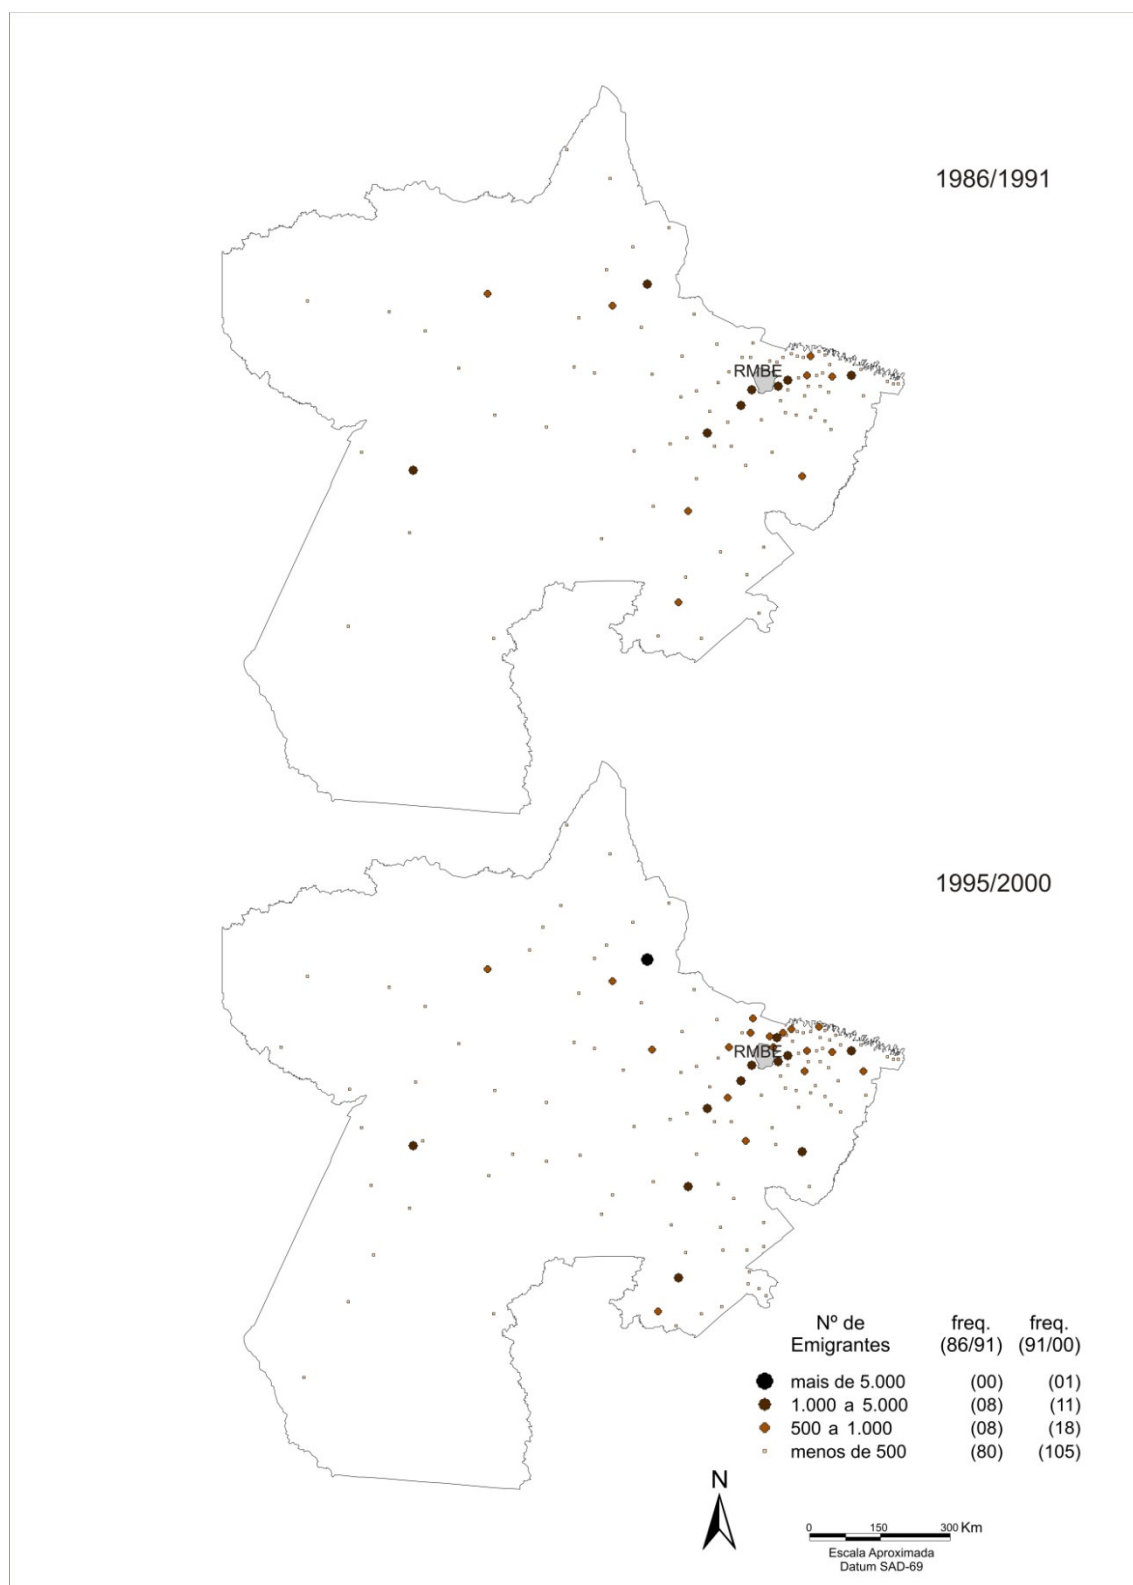 1986/1991
RMBE
1995/2000
RMBE
Nº de Emigrantes freq. (86/91) freq. (91/00)
mais de 5.000 (00) (01)
1.000 a 5.000 (08) (11)
500 a 1.000 (08) (18)
menos de 500 (80) (105)
N
0 150 300 Km
Escala Aproximada
Datum SAD-69